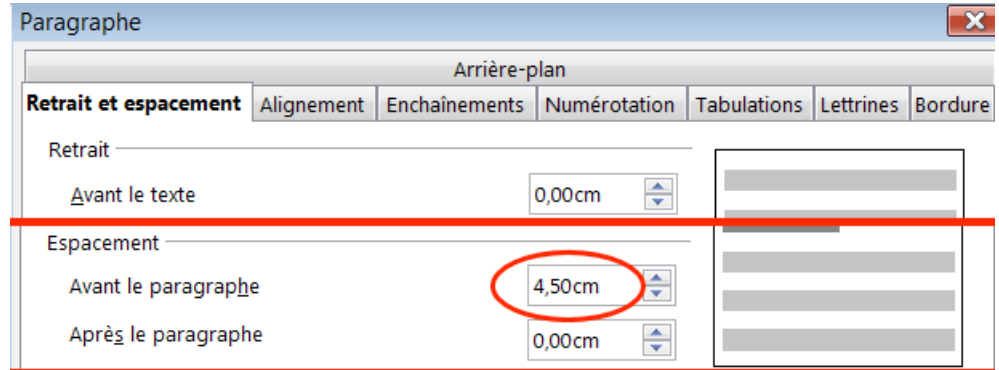 Paragraphe
Arrière-plan
Retrait et espacement Alignement Enchaînements Numérotation Tabulations Lettrines Bordure
Retrait
Avant le texte 0,00cm
Espacement
Avant le paragraphe 4,50cm
Après le paragraphe 0,00cm